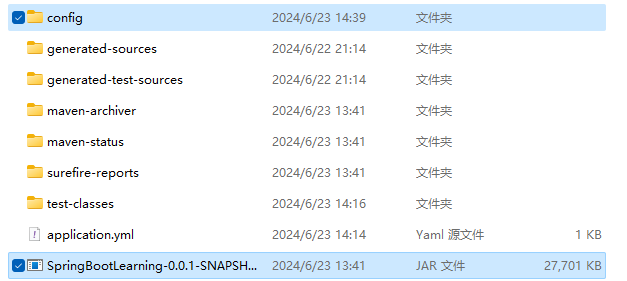 config 2024/6/23 14:39 文件夹
generated-sources 2024/6/22 21:14 文件夹
generated-test-sources 2024/6/22 21:14 文件夹
maven-archiver 2024/6/23 13:41 文件夹
maven-status 2024/6/23 13:41 文件夹
surefire-reports 2024/6/23 13:41 文件夹
test-classes 2024/6/23 14:16 文件夹
application.yml 2024/6/23 14:14 Yaml 源文件 1 KB
SpringBootLearning-0.0.1-SNAPSH... 2024/6/23 13:41 JAR 文件 27,701 KB